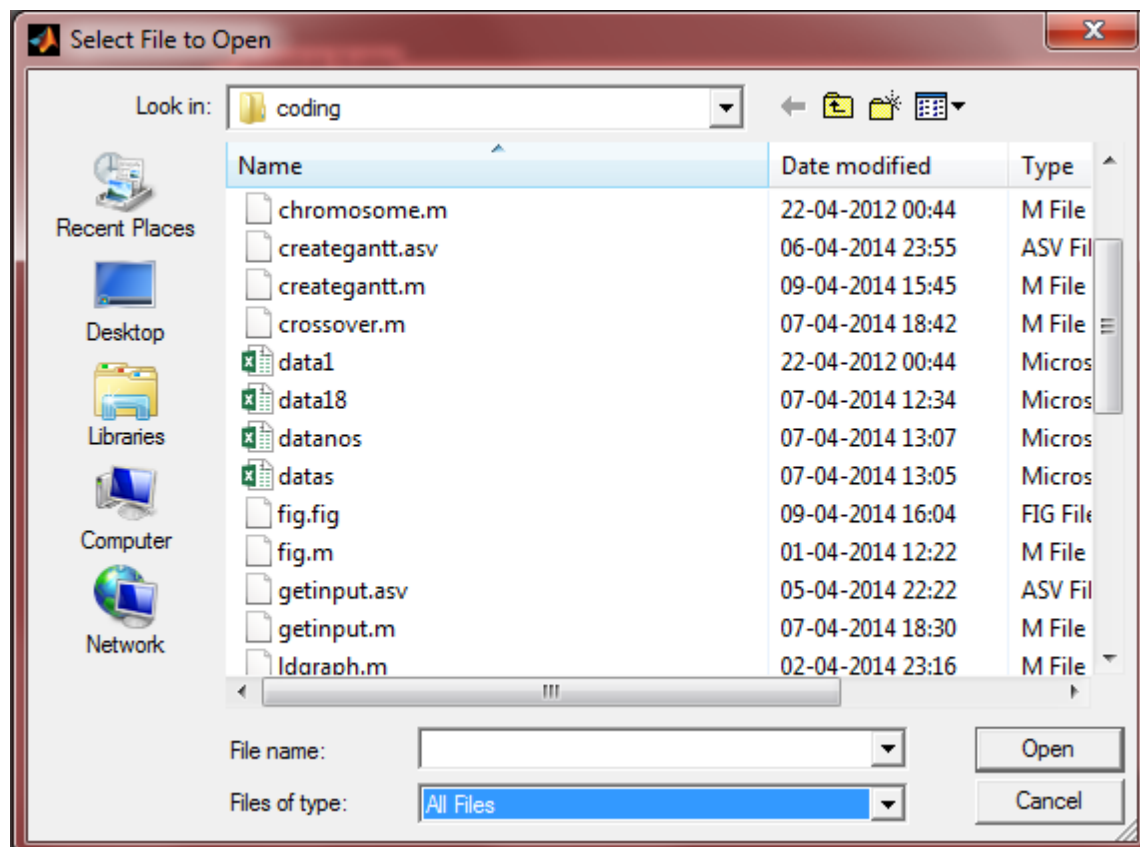 Select File to Open
x
Look in: coding
Name Date modified Type
chromosome.m 22-04-2012 00:44 M File
creategantt.asv 06-04-2014 23:55 ASV Fil
creategantt.m 09-04-2014 15:45 M File
crossover.m 07-04-2014 18:42 M File
data1 22-04-2012 00:44 Micros
data18 07-04-2014 12:34 Micros
datanos 07-04-2014 13:07 Micros
datas 07-04-2014 13:05 Micros
fig.fig 09-04-2014 16:04 FIG File
fig.m 01-04-2014 12:22 M File
getinput.asv 05-04-2014 22:22 ASV Fil
getinput.m 07-04-2014 18:30 M File
ldgraph.m 02-04-2014 23:16 M File
Recent Places
Desktop
Libraries
Computer
Network
File name: Open
Files of type: All Files Cancel